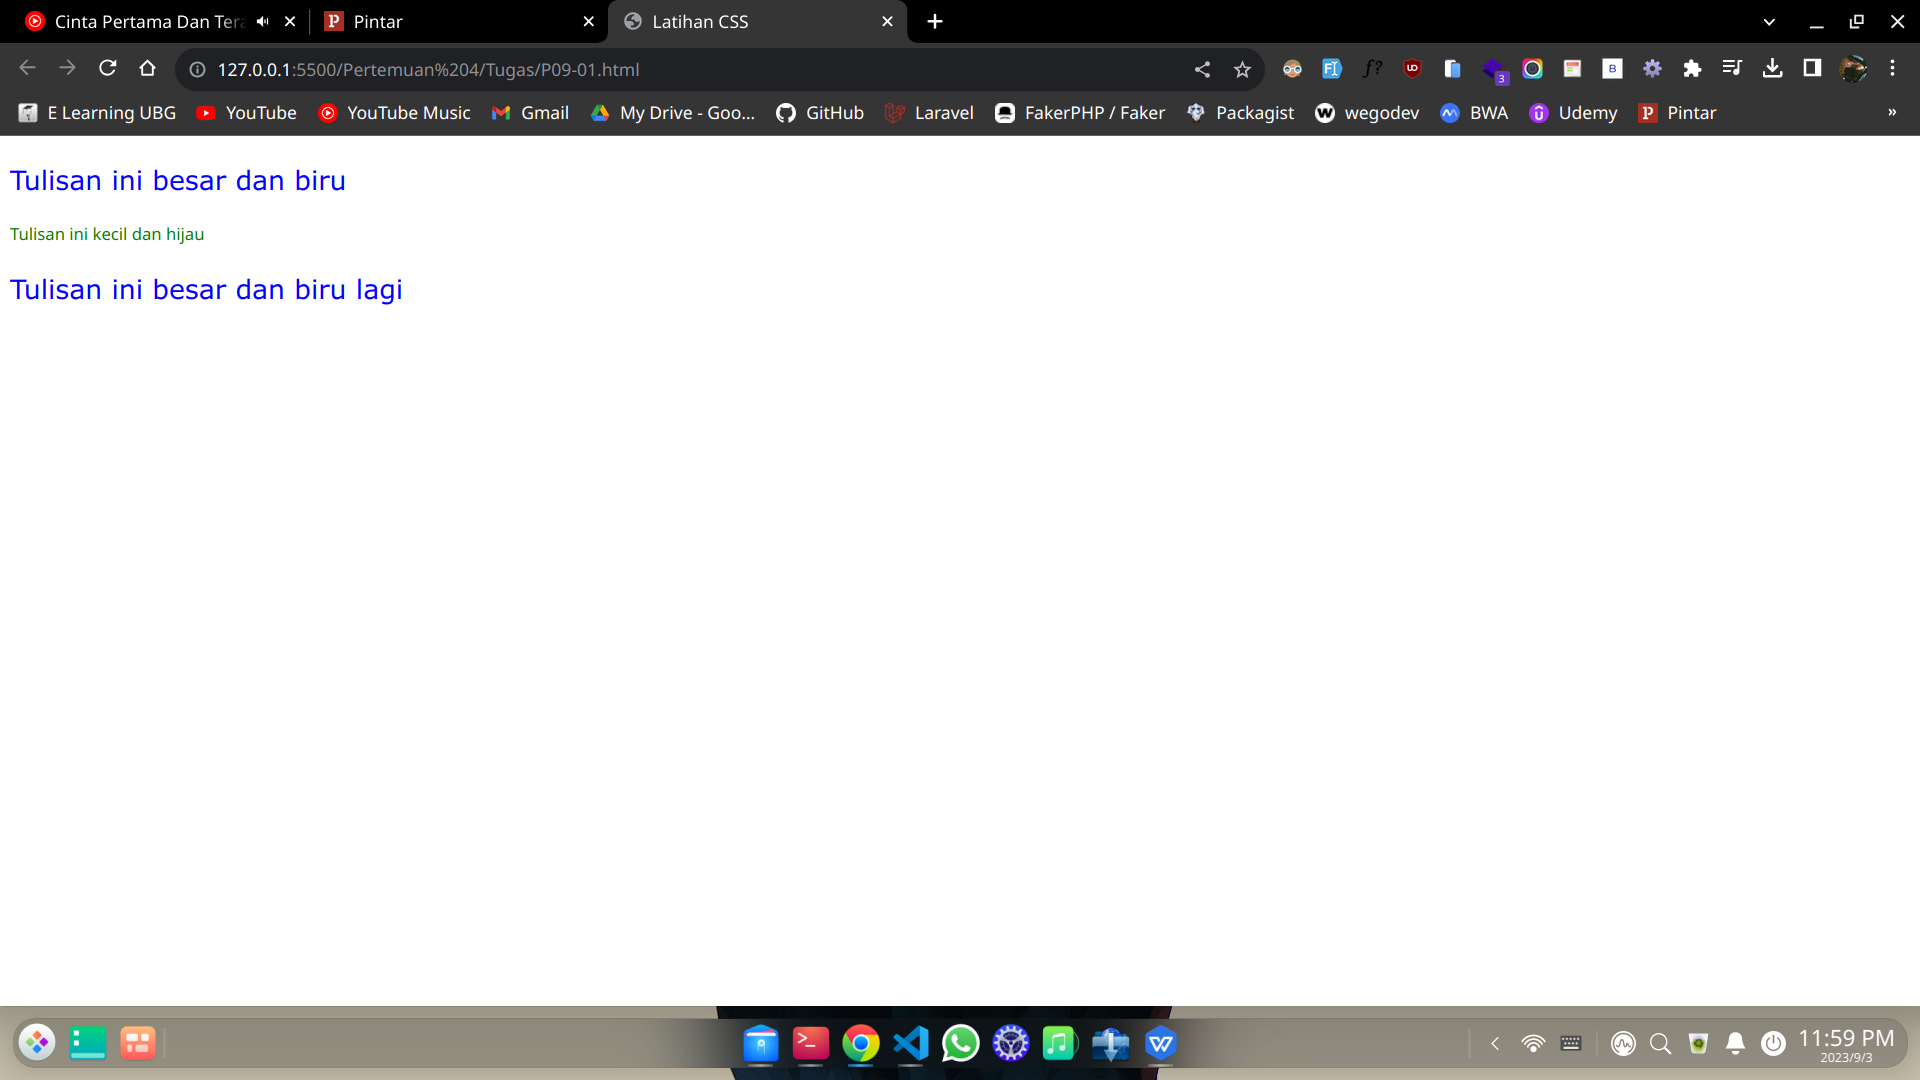 Cinta Pertama Dan Tera
Pintar
Latihan CSS
127.0.0.1:5500/Pertemuan%204/Tugas/P09-01.html
E Learning UBG
YouTube
YouTube Music
Gmail
My Drive - Goo...
GitHub
Laravel
FakerPHP / Faker
Packagist
wegodev
BWA
Udemy
Pintar
»
Tulisan ini besar dan biru
Tulisan ini kecil dan hijau
Tulisan ini besar dan biru lagi
11:59 PM
2023/9/3